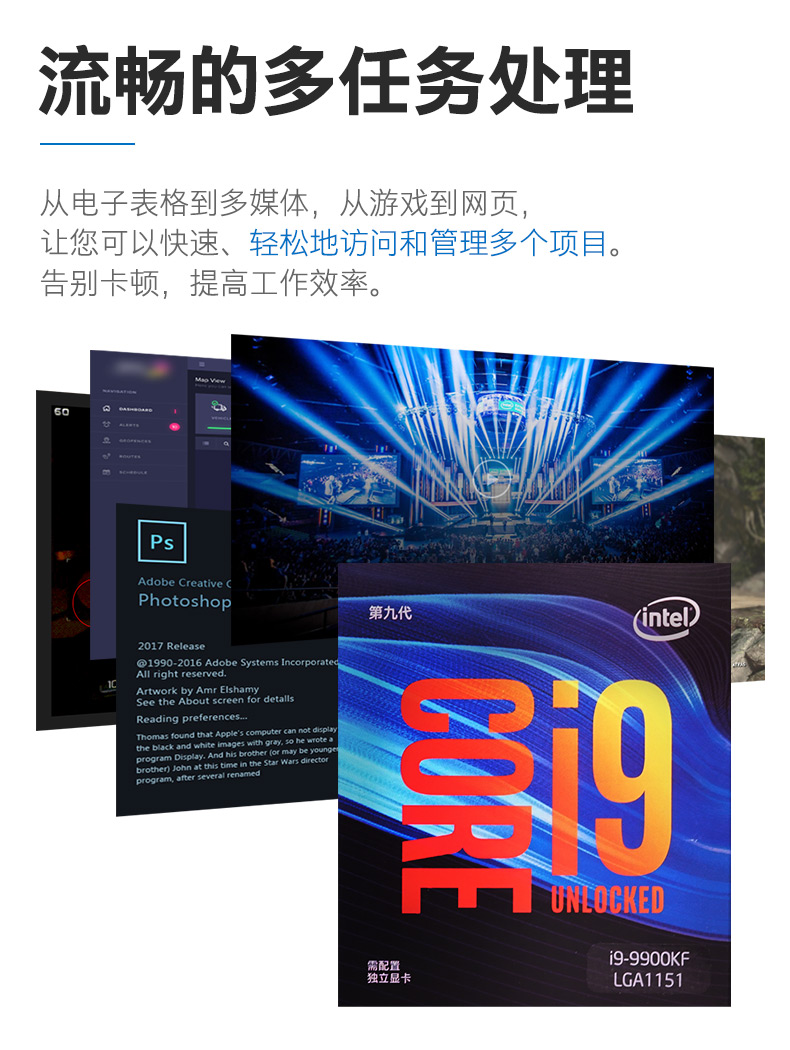 流畅的多任务处理
从电子表格到多媒体，从游戏到网页，
让您可以快速、轻松地访问和管理多个项目。
告别卡顿，提高工作效率。
60
NAVIGATION
DASHBOARD
ALERTS
GEOFENCES
ROUTES
SCHEDULE
Map View
Ps
Adobe Creative C
Photoshop
2017 Release
@1990-2016 Adobe Systems Incorporated
All right reserved.
Artwork by Amr Elshamy
See the About screen for details
Reading preferences...
Thomas found that Apple's computer can not display
the black and white images with gray, so he wrote a
program Display. And his brother (or may be younger
brother) John at this time in the Star Wars director
program, after several renamed
第九代
intel
CORE
i9
UNLOCKED
需配置
独立显卡
i9-9900KF
LGA1151